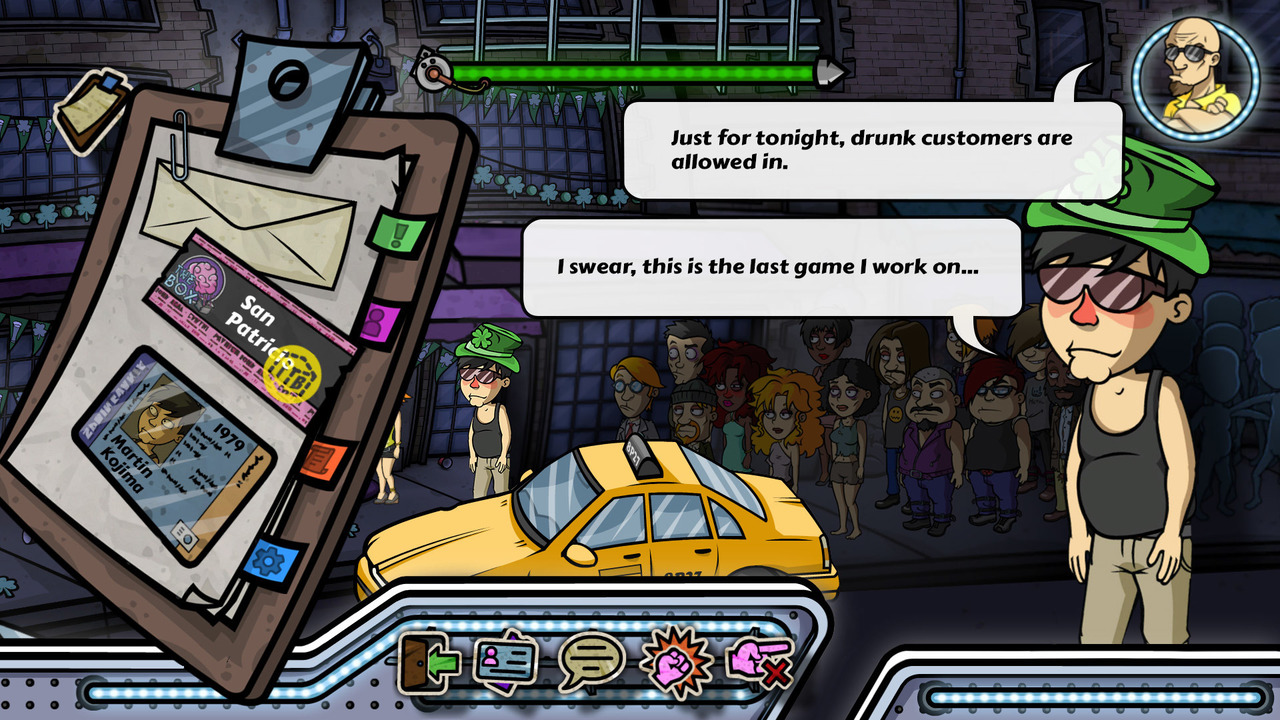 Just for tonight, drunk customers are
allowed in.
I swear, this is the last game I work on...
THE
BOX
San
Patricio
1979
Martin
Kojima